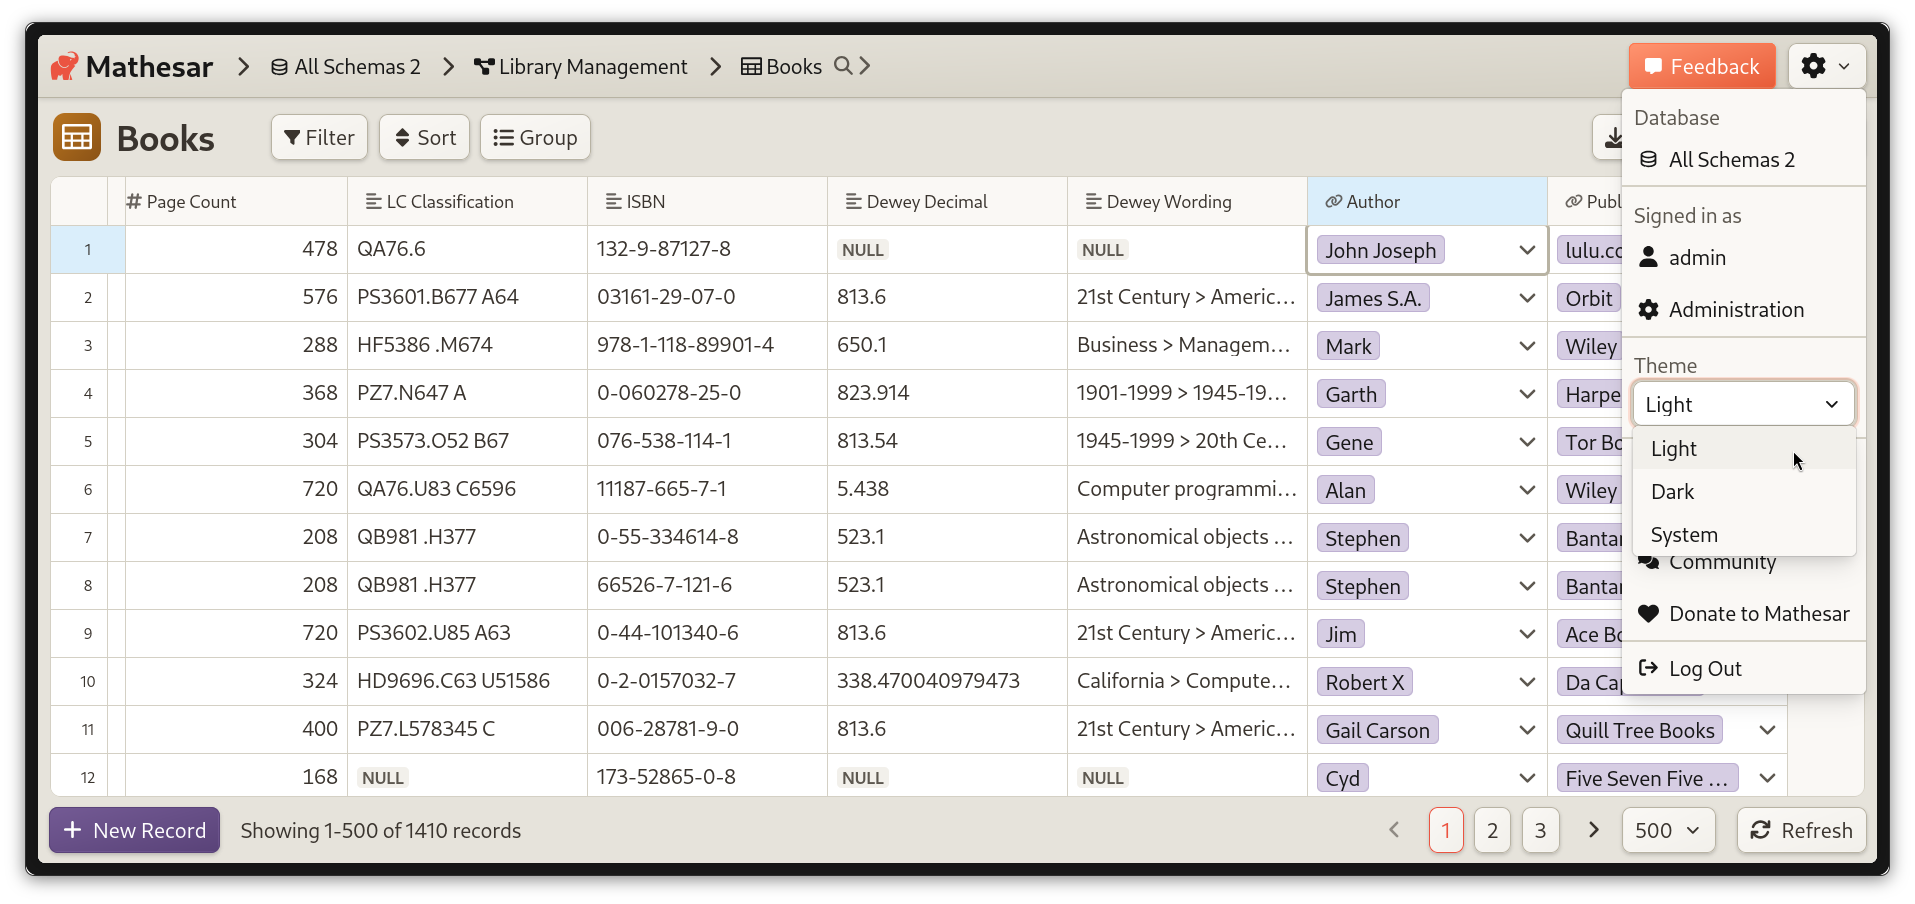 Mathesar > All Schemas 2 > Library Management > Books
Feedback
Books
Filter
Sort
Group
Page Count LC Classification ISBN Dewey Decimal Dewey Wording Author Publ
1 478 QA76.6 132-9-87127-8 NULL NULL John Joseph lulu.cc
2 576 PS3601.B677 A64 03161-29-07-0 813.6 21st Century > Americ... James S.A. Orbit
3 288 HF5386 .M674 978-1-118-89901-4 650.1 Business > Managem... Mark Wiley
4 368 PZ7.N647 A 0-060278-25-0 823.914 1901-1999 > 1945-19... Garth Harpe
5 304 PS3573.O52 B67 076-538-114-1 813.54 1945-1999 > 20th Ce... Gene Tor Bo
6 720 QA76.U83 C6596 11187-665-7-1 5.438 Computer programmi... Alan Wiley
7 208 QB981 .H377 0-55-334614-8 523.1 Astronomical objects ... Stephen Bantar
8 208 QB981 .H377 66526-7-121-6 523.1 Astronomical objects ... Stephen Bantar
9 720 PS3602.U85 A63 0-44-101340-6 813.6 21st Century > Americ... Jim Ace Bo
10 324 HD9696.C63 U51586 0-2-0157032-7 338.470040979473 California > Compute... Robert X Da Cap
11 400 PZ7.L578345 C 006-28781-9-0 813.6 21st Century > Americ... Gail Carson Quill Tree Books
12 168 NULL 173-52865-0-8 NULL NULL Cyd Five Seven Five ...
Database
All Schemas 2
Signed in as
admin
Administration
Theme
Light
Light
Dark
System
Community
Donate to Mathesar
Log Out
New Record
Showing 1-500 of 1410 records
1 2 3
500
Refresh